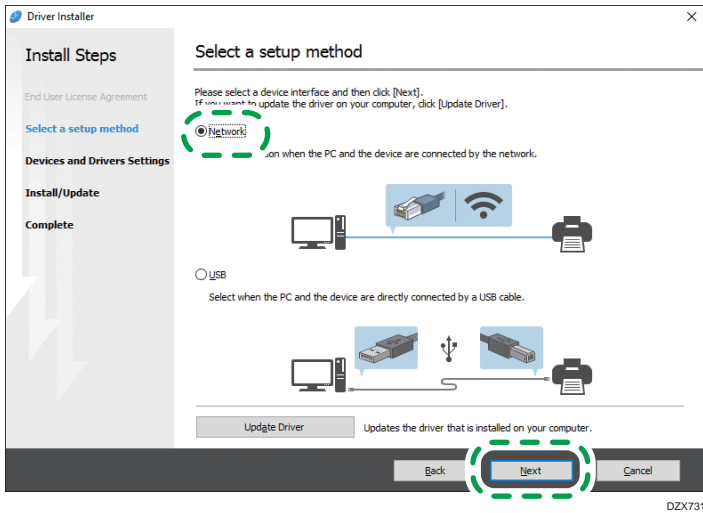 Driver Installer
Install Steps
End User License Agreement
Select a setup method
Devices and Drivers Settings
Install/Update
Complete
Select a setup method
Please select a device interface and then click [Next].
If you want to update the driver on your computer, click [Update Driver].
Network
on when the PC and the device are connected by the network.
USB
Select when the PC and the device are directly connected by a USB cable.
Update Driver
Updates the driver that is installed on your computer.
Back
Next
Cancel
DZX731